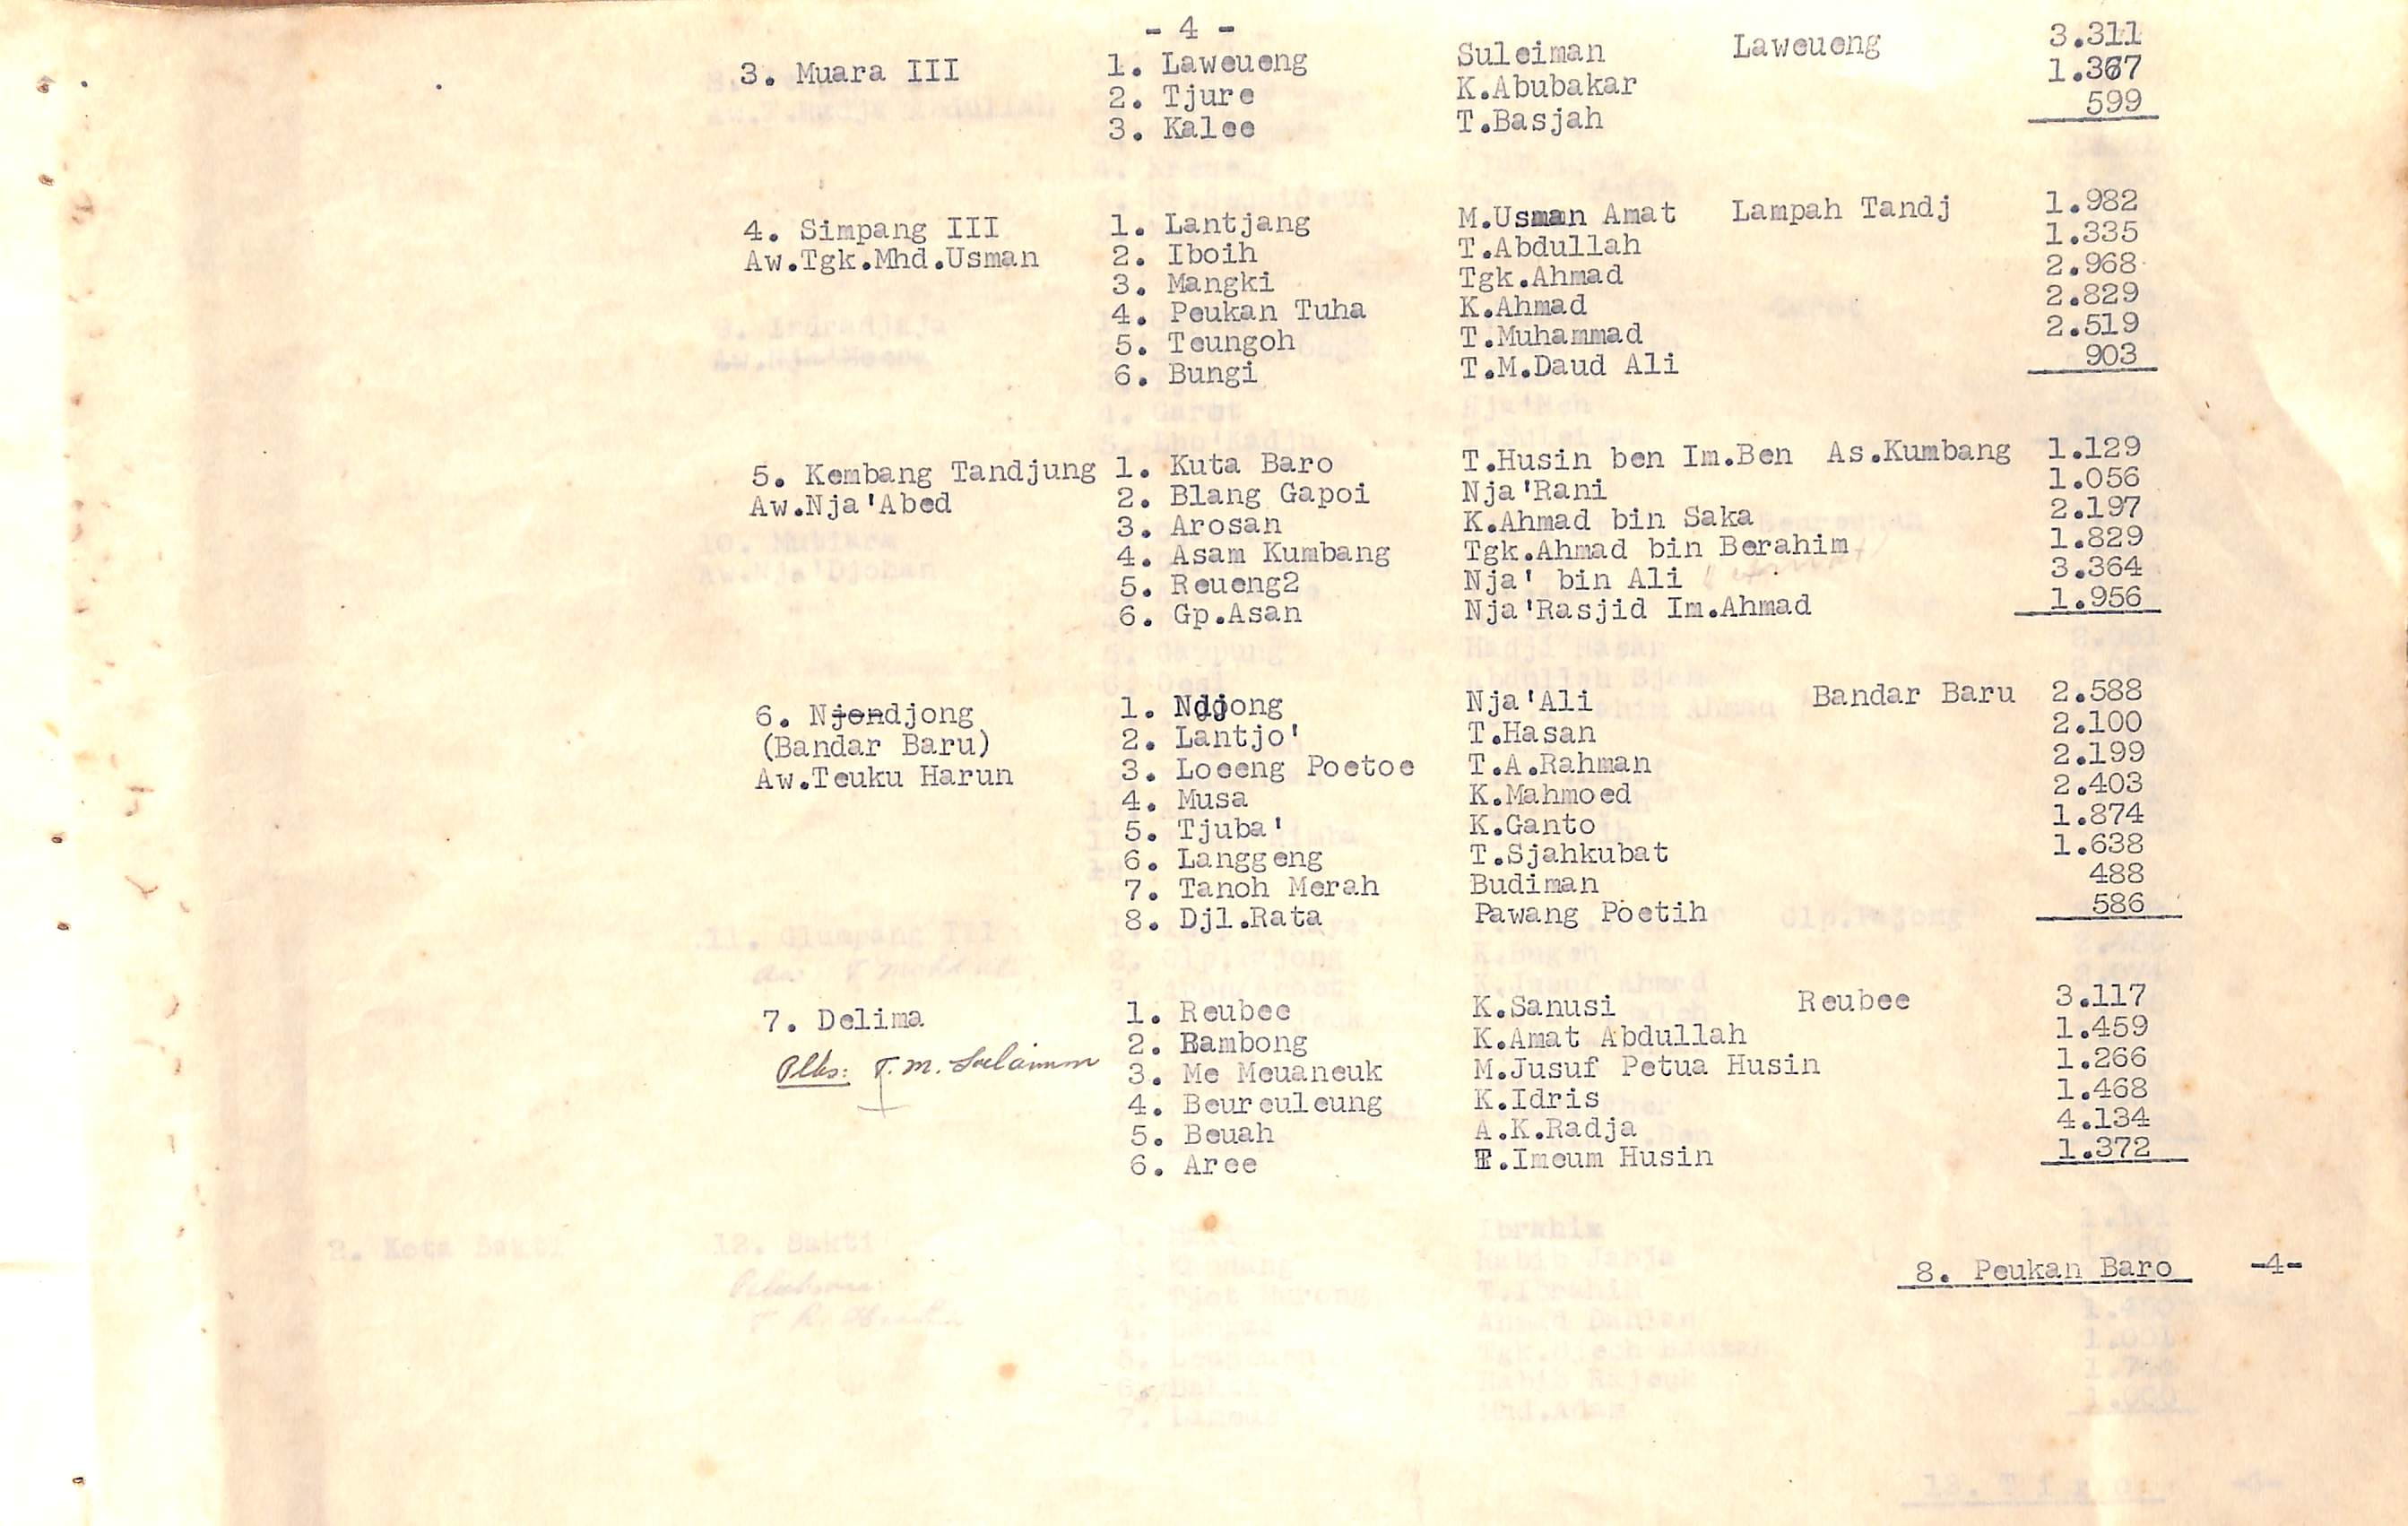 - 4 -
3. Muara III 1. Laweueng Suleiman Laweueng 3.311
2. Tjure K.Abubakar 1.367
3. Kalee T.Basjah 599
4. Simpang III 1. Lantjang M.Usman Amat Lampah Tandj 1.982
Aw.Tgk.Mhd.Usman 2. Iboih T.Abdullah 1.335
3. Mangki Tgk.Ahmad 2.968
4. Peukan Tuha K.Ahmad 2.829
5. Teungoh T.Muhammad 2.519
6. Bungi T.M.Daud Ali 903
5. Kembang Tandjung 1. Kuta Baro T.Husin ben Im.Ben As.Kumbang 1.129
Aw.Nja'Abed 2. Blang Gapoi Nja'Rani 1.056
3. Arosan K.Ahmad bin Saka 2.197
4. Asam Kumbang Tgk.Ahmad bin Berahim 1.829
5. Reueng2 Nja' bin Ali 3.364
6. Gp.Asan Nja'Rasjid Im.Ahmad 1.956
6. Njendjong 1. Ndjong Nja'Ali Bandar Baru 2.588
(Bandar Baru) 2. Lantjo' T.Hasan 2.100
Aw.Teuku Harun 3. Loeeng Poetoe T.A.Rahman 2.199
4. Musa K.Mahmoed 2.403
5. Tjuba' K.Ganto 1.874
6. Langgeng T.Sjahkubat 1.638
7. Tanoh Merah Budiman 488
8. Djl.Rata Pawang Poetih 586
7. Delima 1. Reubee K.Sanusi Reubee 3.117
Plks: T.M. Sulaiman 2. Rambong K.Amat Abdullah 1.459
3. Me Meuaneuk M.Jusuf Petua Husin 1.266
4. Beureuleung K.Idris 1.468
5. Beuah A.K.Radja 4.134
6. Aree T.Imeum Husin 1.372
8. Peukan Baro -4-